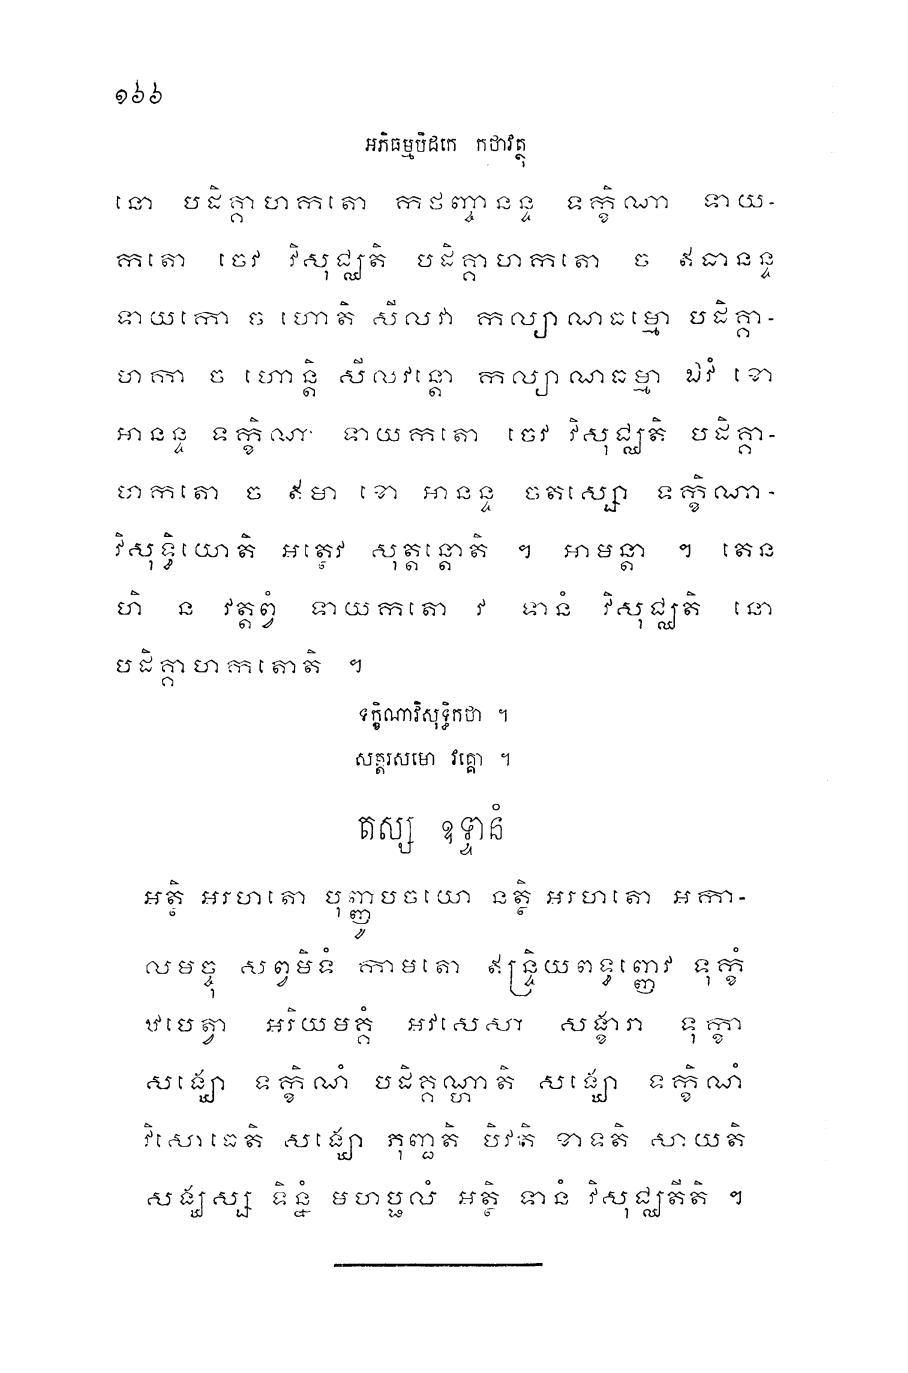 ១៦៦
អភិធម្មបិដកេ កថាវត្ថុ
នោ បដិគ្គាហកតោ កថញ្ចានន្ទ ទក្ខិណា ទាយ-
កតោ ចេវ វិសុជ្ឈតិ បដិគ្គាហកតោ ច ឥធានន្ទ
ទាយកោ ច ហោតិ សីលវា កល្យាណធម្មោ បដិគ្គា-
ហកា ច ហោន្តិ សីលវន្តោ កល្យាណធម្មា ឯវំ ខោ
អានន្ទ ទក្ខិណា ទាយកតោ ចេវ វិសុជ្ឈតិ បដិគ្គា-
ហកតោ ច ឥមា ខោ អានន្ទ ចតស្សោ ទក្ខិណា-
វិសុទ្ធិយោតិ អត្ថេវ សុត្តន្តោតិ ។ អាមន្តា ។ តេន
ហិ ន វត្តព្វំ ទាយកតោ វ ទានំ វិសុជ្ឈតិ នោ
បដិគ្គាហកតោតិ ។
ទក្ខិណាវិសុទ្ធិកថា ។
សត្តរសមោ វគ្គោ ។
តស្ស ឧទ្ទានំ
អត្ថិ អរហតោ បុញ្ញូបចយោ នត្ថិ អរហតោ អកា-
លមច្ចុ សព្វមិទំ កាមតោ ឥន្ទ្រិយពទ្ធញ្ញេវ ទុក្ខំ
ឋបេត្វា អរិយមគ្គំ អវសេសា សង្ខារា ទុក្ខា
សង្ឃោ ទក្ខិណំ បដិគ្គណ្ហាតិ សង្ឃោ ទក្ខិណំ
វិសោធេតិ សង្ឃោ ភុញ្ជតិ បិវតិ ខាទតិ សាយតិ
សង្ឃស្ស ទិន្នំ មហប្ផលំ អត្ថិ ទានំ វិសុជ្ឈតីតិ ។